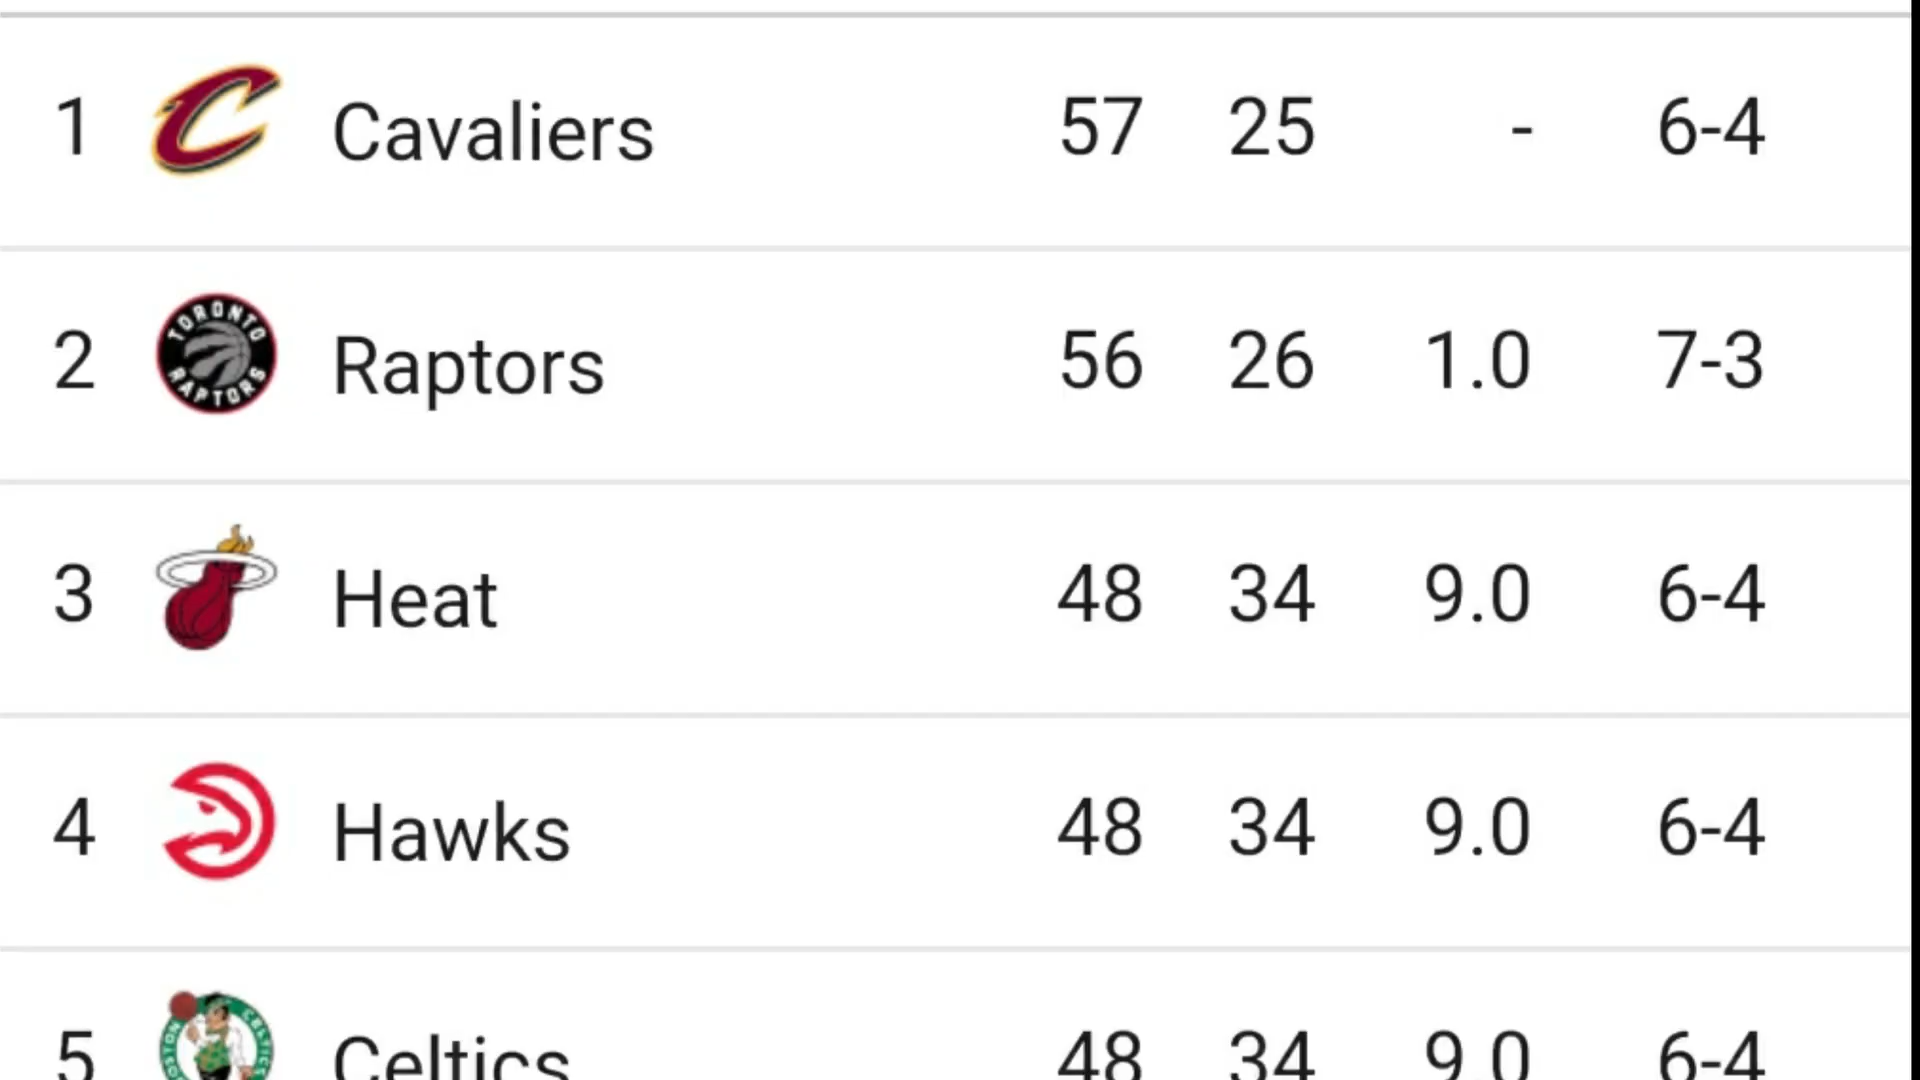 1 Cavaliers 57 25 - 6-4
TORONTO
RAPTORS
2 Raptors 56 26 1.0 7-3
3 Heat 48 34 9.0 6-4
4 Hawks 48 34 9.0 6-4
5 Celtics 48 34 9.0 6-4